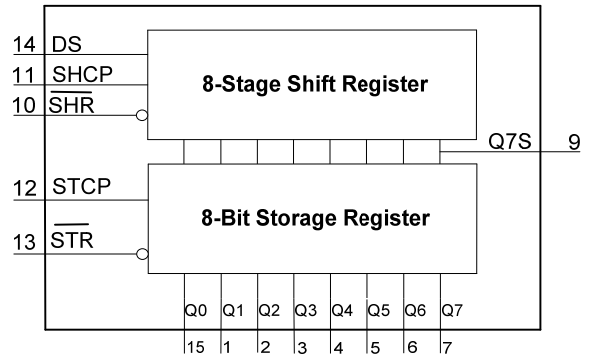 14 DS
11 SHCP
10 SHR
8-Stage Shift Register
Q7S 9
12 STCP
13 STR
8-Bit Storage Register
Q0 Q1 Q2 Q3 Q4 Q5 Q6 Q7
15 1 2 3 4 5 6 7